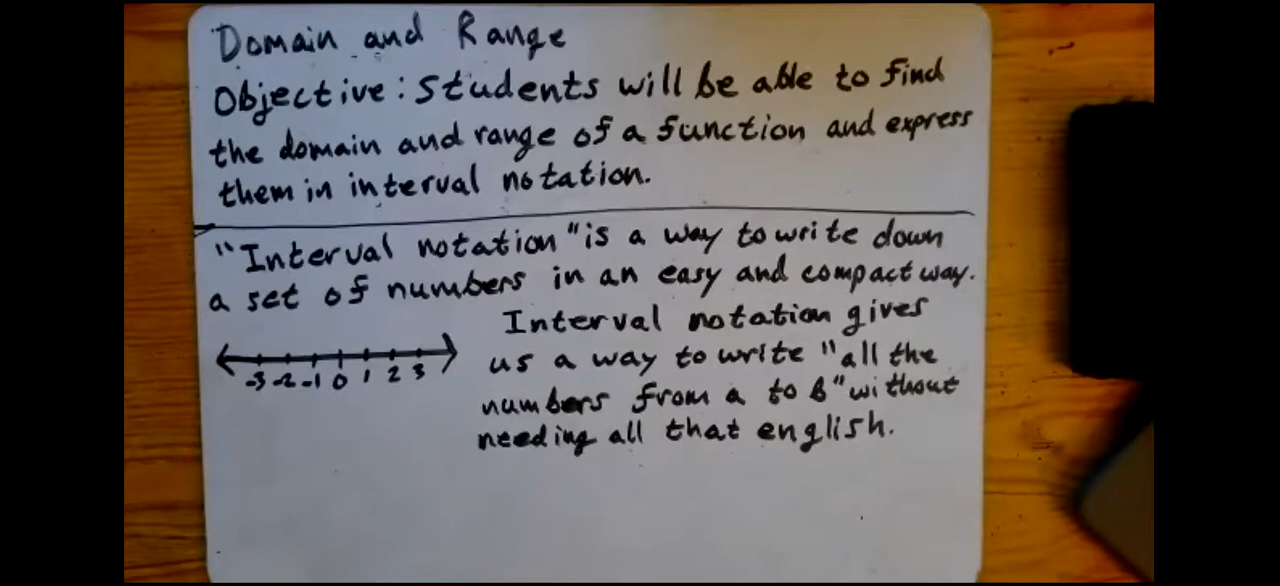 Domain and Range
Objective: Students will be able to find
the domain and range of a function and express
them in interval notation.
"Interval notation" is a way to write down
a set of numbers in an easy and compact way.
Interval notation gives
us a way to write "all the
numbers from a to b" without
needing all that english.
-3 -2 -1 0 1 2 3